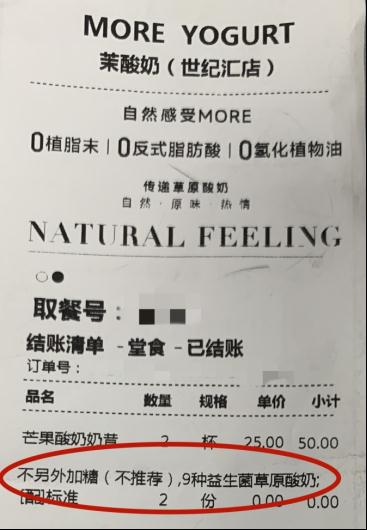 MORE YOGURT
茉酸奶（世纪汇店）
自然感受MORE
0植脂末｜0反式脂肪酸｜0氢化植物油
传递草原酸奶
自然·原味·热情
NATURAL FEELING
取餐号：
结账清单 -堂食 -已结账
订单号：
品名 数量 规格 单价 小计
芒果酸奶奶昔 2 杯 25.00 50.00
不另外加糖（不推荐）,9种益生菌草原酸奶;
[配]标准 2 份 0.00 0.00